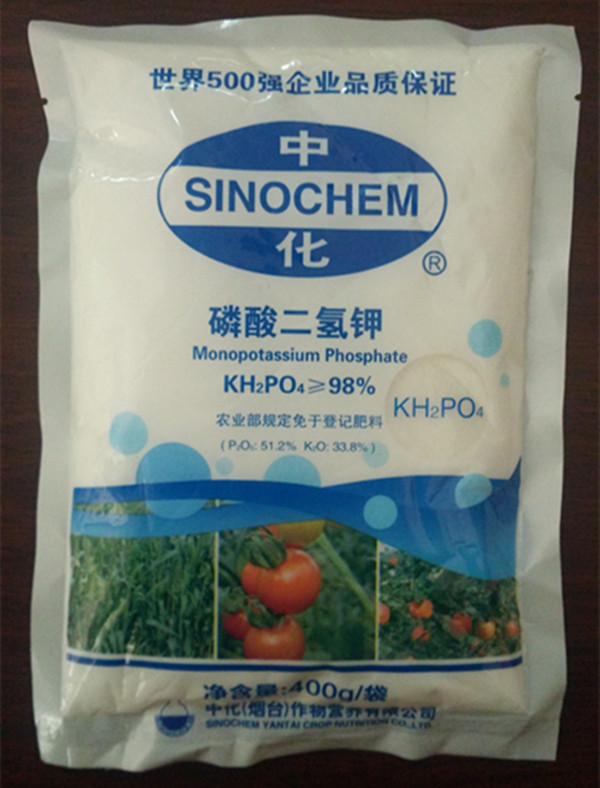 世界500强企业品质保证
中
SINOCHEM
化
®
磷酸二氢钾
Monopotassium Phosphate
KH₂PO₄≥98%
KH₂PO₄
农业部规定免于登记肥料
(P₂O₅: 51.2% K₂O: 33.8%)
净含量:400g/袋
中化(烟台)作物营养有限公司
SINOCHEM YANTAI CROP NUTRITION CO.,LTD.